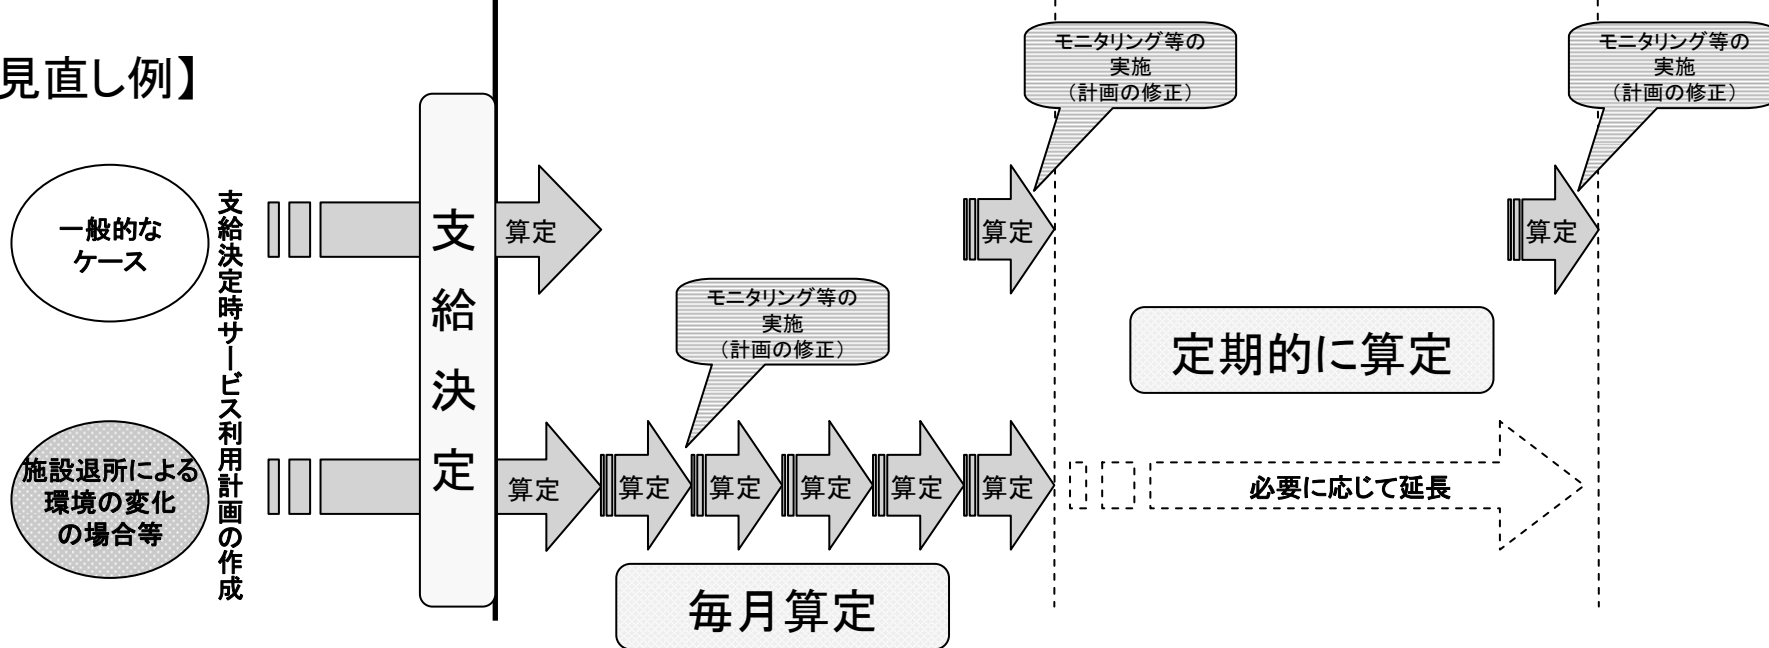 見直し例】
モニタリング等の
実施
（計画の修正）
モニタリング等の
実施
（計画の修正）
一般的な
ケース
支給決定時サービス利用計画の作成
支給決定
算定
算定
算定
モニタリング等の
実施
（計画の修正）
定期的に算定
施設退所による
環境の変化
の場合等
算定
算定
算定
算定
算定
算定
必要に応じて延長
毎月算定